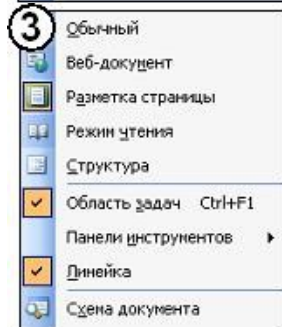 3
Обычный
Веб-документ
Разметка страницы
Режим чтения
Структура
Область задач Ctrl+F1
Панели инструментов
Линейка
Схема документа